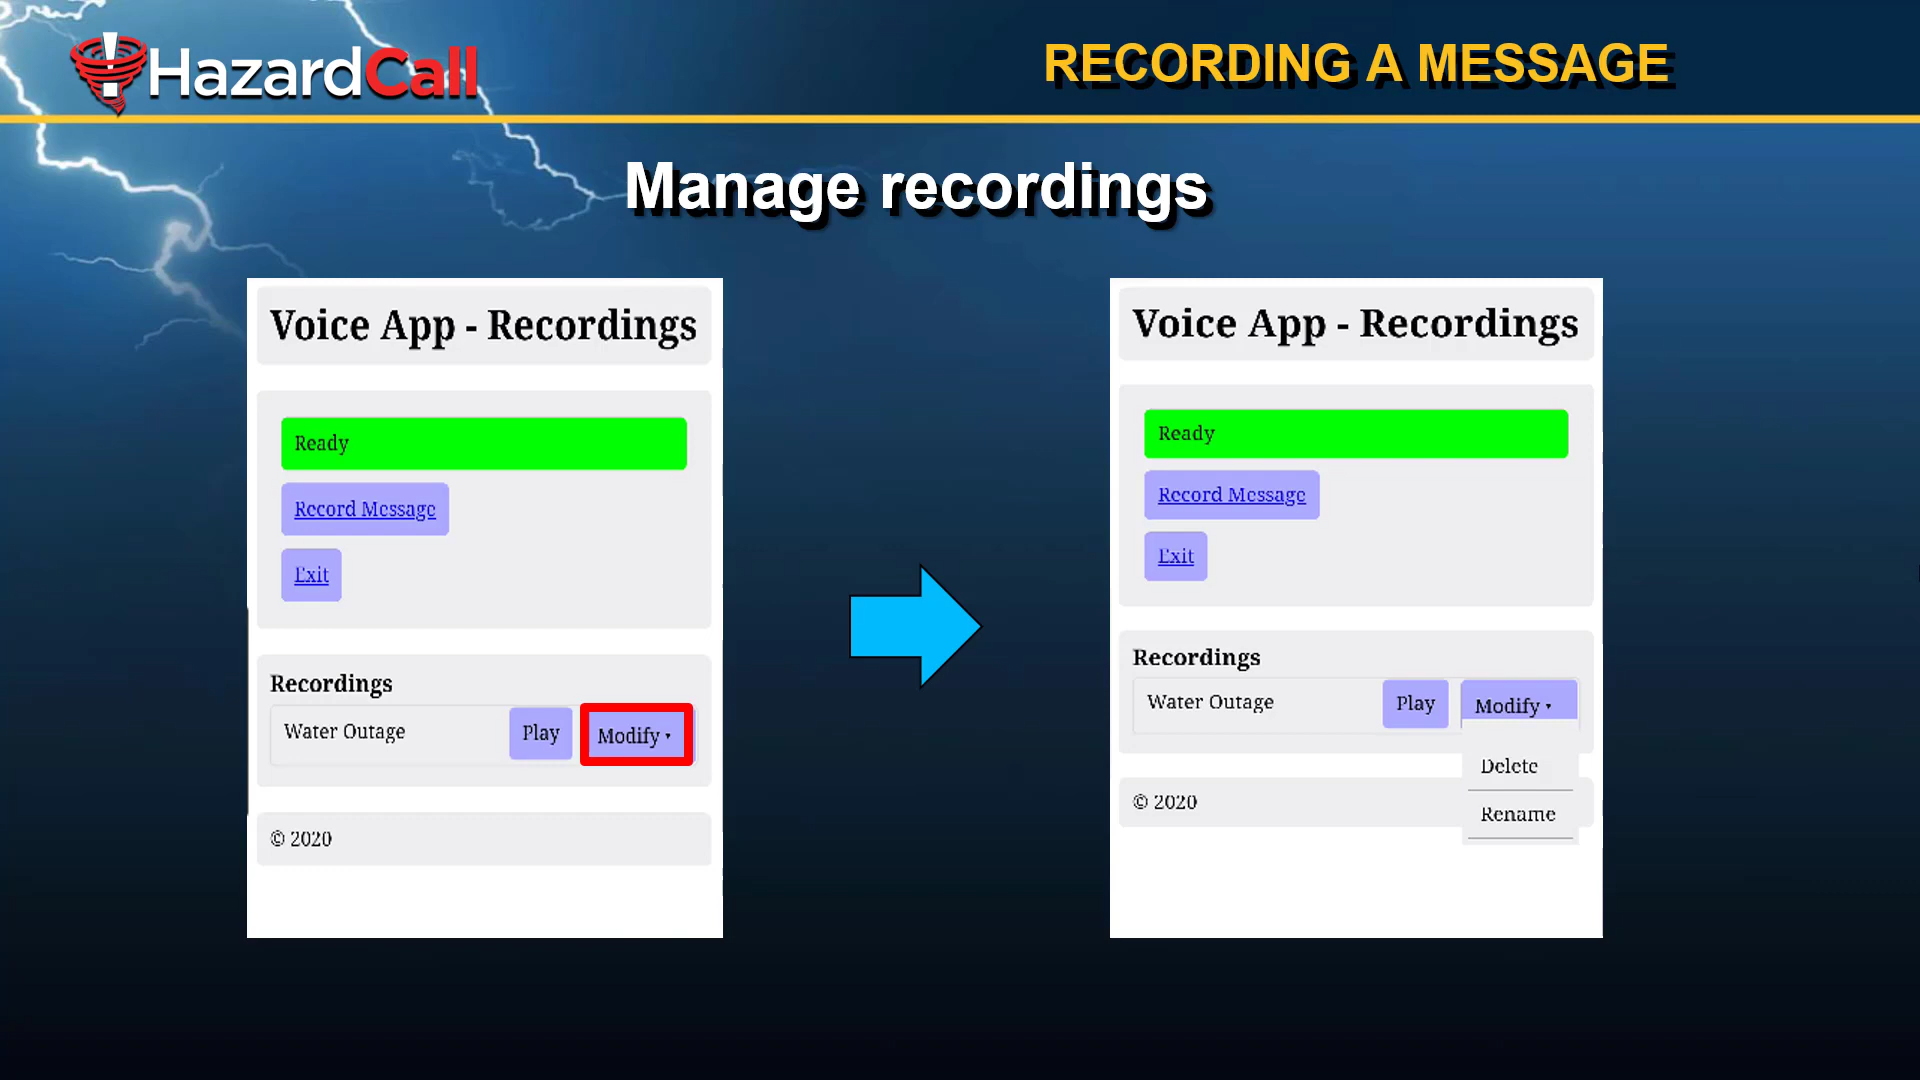 HazardCall
RECORDING A MESSAGE
Manage recordings
Voice App - Recordings
Ready
Record Message
Exit
Recordings
Water Outage Play Modify ▾
© 2020
Voice App - Recordings
Ready
Record Message
Exit
Recordings
Water Outage Play Modify ▾
Delete
© 2020
Rename